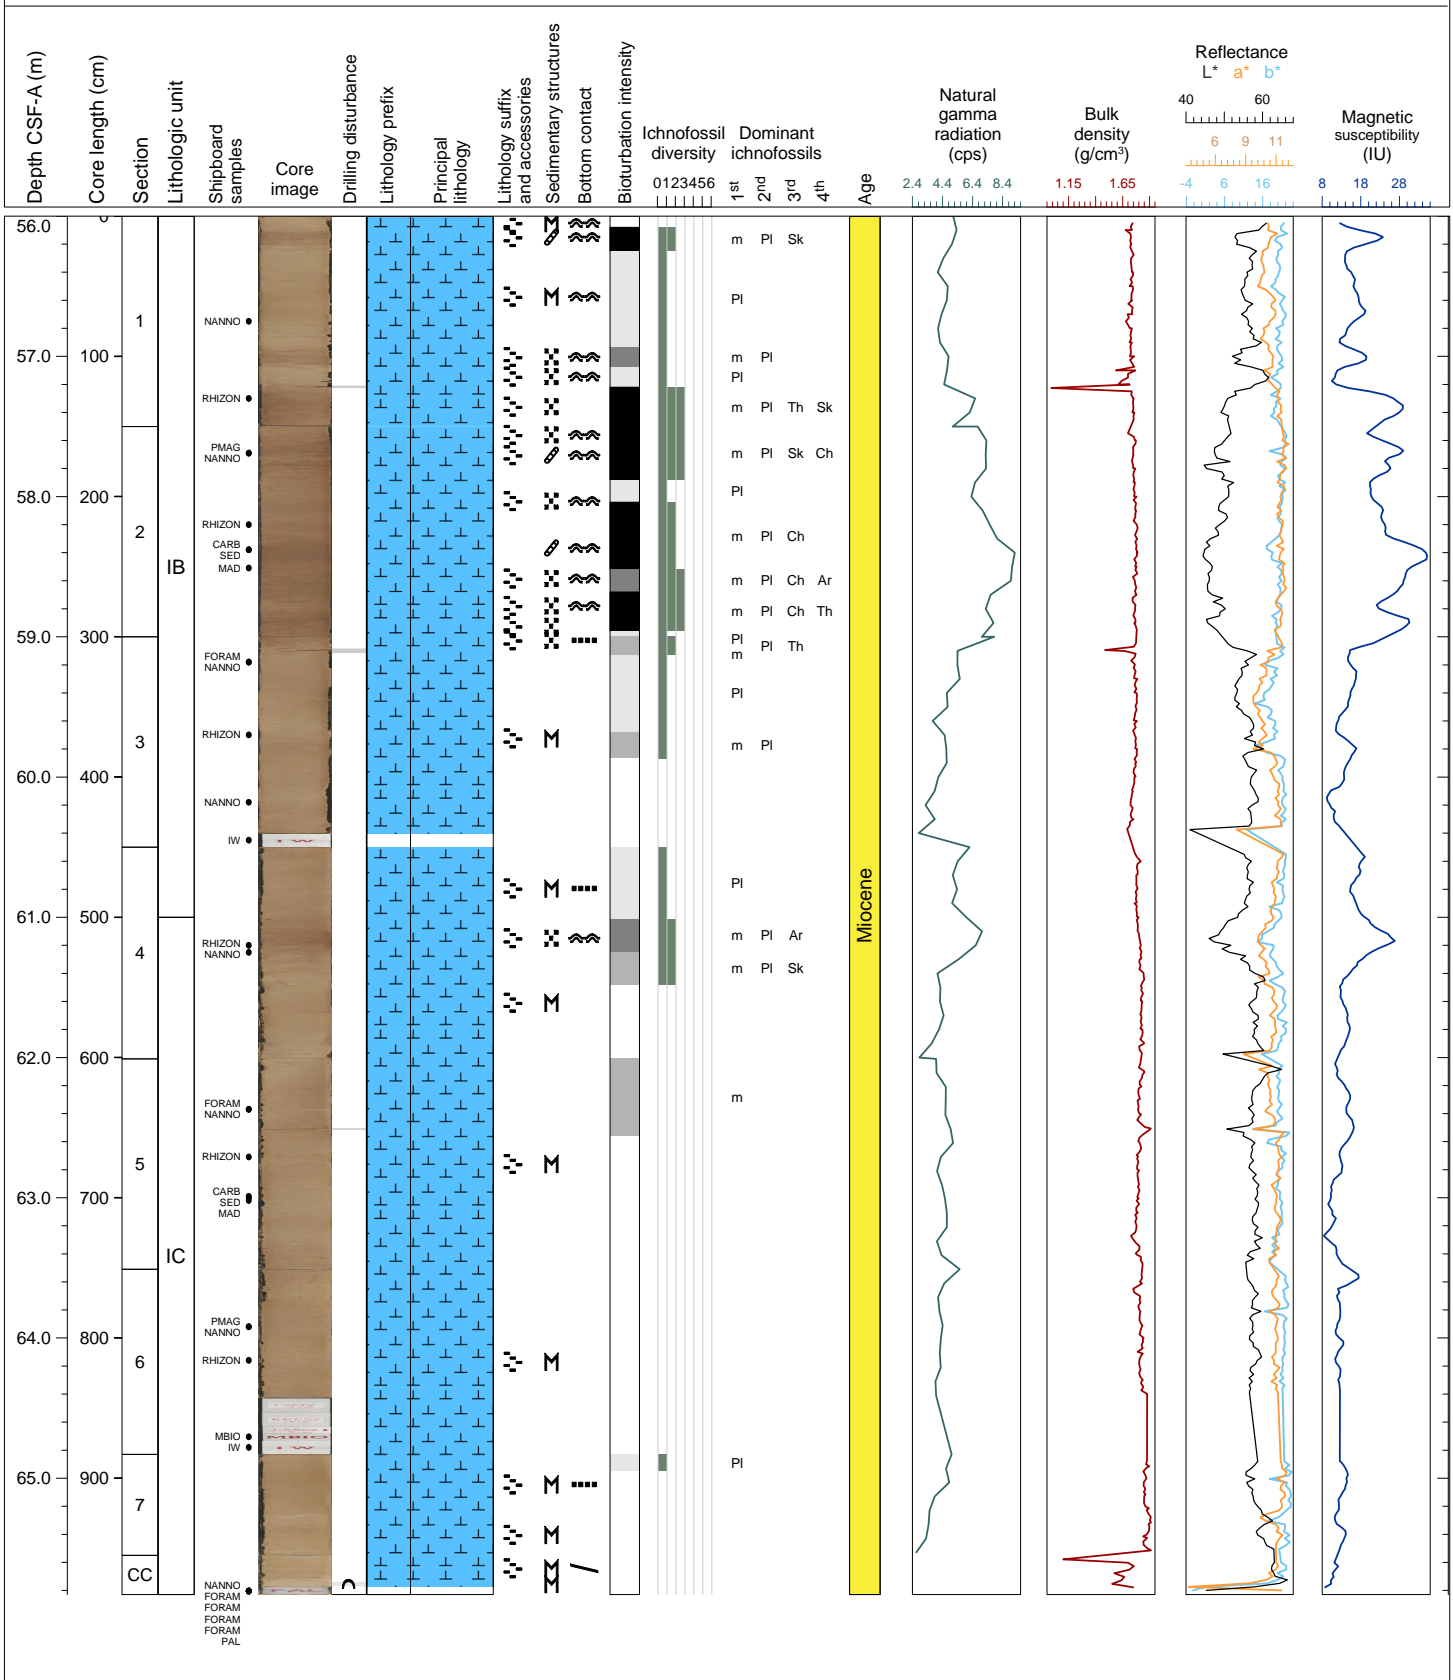 Depth CSF-A (m)
Core length (cm)
Section
Lithologic unit
Shipboard
samples
Core
image
Drilling disturbance
Lithology prefix
Principal
lithology
Lithology suffix
and accessories
Sedimentary structures
Bottom contact
Bioturbation intensity
Ichnofossil
diversity
0123456
Dominant
ichnofossils
1st 2nd 3rd 4th
Age
Natural
gamma
radiation
(cps)
2.4 4.4 6.4 8.4
Bulk
density
(g/cm³)
1.15 1.65
Reflectance
L* a* b*
40 60
6 9 11
-4 6 16
Magnetic
susceptibility
(IU)
8 18 28
56.0
57.0
58.0
59.0
60.0
61.0
62.0
63.0
64.0
65.0
0
100
200
300
400
500
600
700
800
900
1
2
3
4
5
6
7
CC
IB
IC
NANNO
RHIZON
PMAG
NANNO
RHIZON
CARB
SED
MAD
FORAM
NANNO
RHIZON
NANNO
IW
RHIZON
NANNO
FORAM
NANNO
RHIZON
CARB
SED
MAD
PMAG
NANNO
RHIZON
MBIO
IW
NANNO
FORAM
FORAM
FORAM
FORAM
PAL
I W
MBIO
I W
PAL
m Pl Sk
Pl
m Pl
Pl
m Pl Th Sk
m Pl Sk Ch
Pl
m Pl Ch
m Pl Ch Ar
m Pl Ch Th
Pl
m Pl Th
Pl
m Pl
Pl
m Pl Ar
m Pl Sk
m
Pl
Miocene